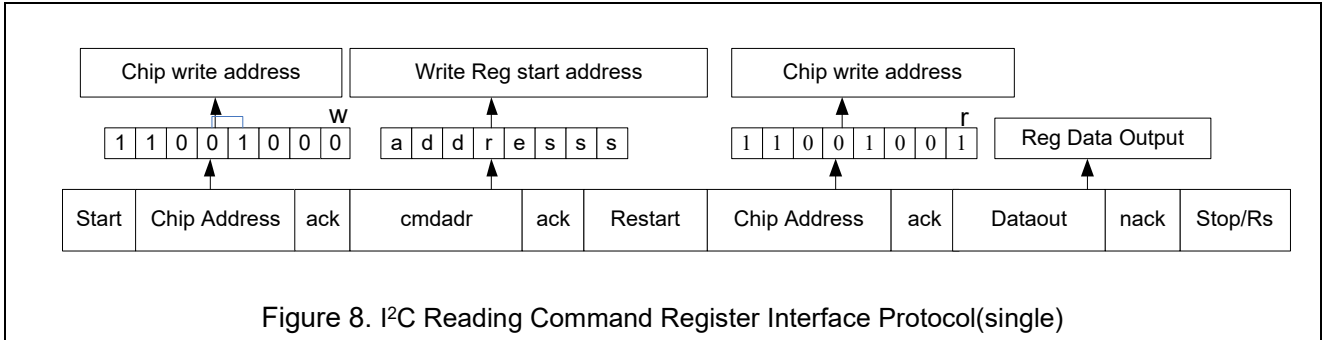 Chip write address Write Reg start address Chip write address
w r
1 1 0 0 1 0 0 0 a d d r e s s s 1 1 0 0 1 0 0 1 Reg Data Output
Start Chip Address ack cmdadr ack Restart Chip Address ack Dataout nack Stop/Rs
Figure 8. I²C Reading Command Register Interface Protocol(single)